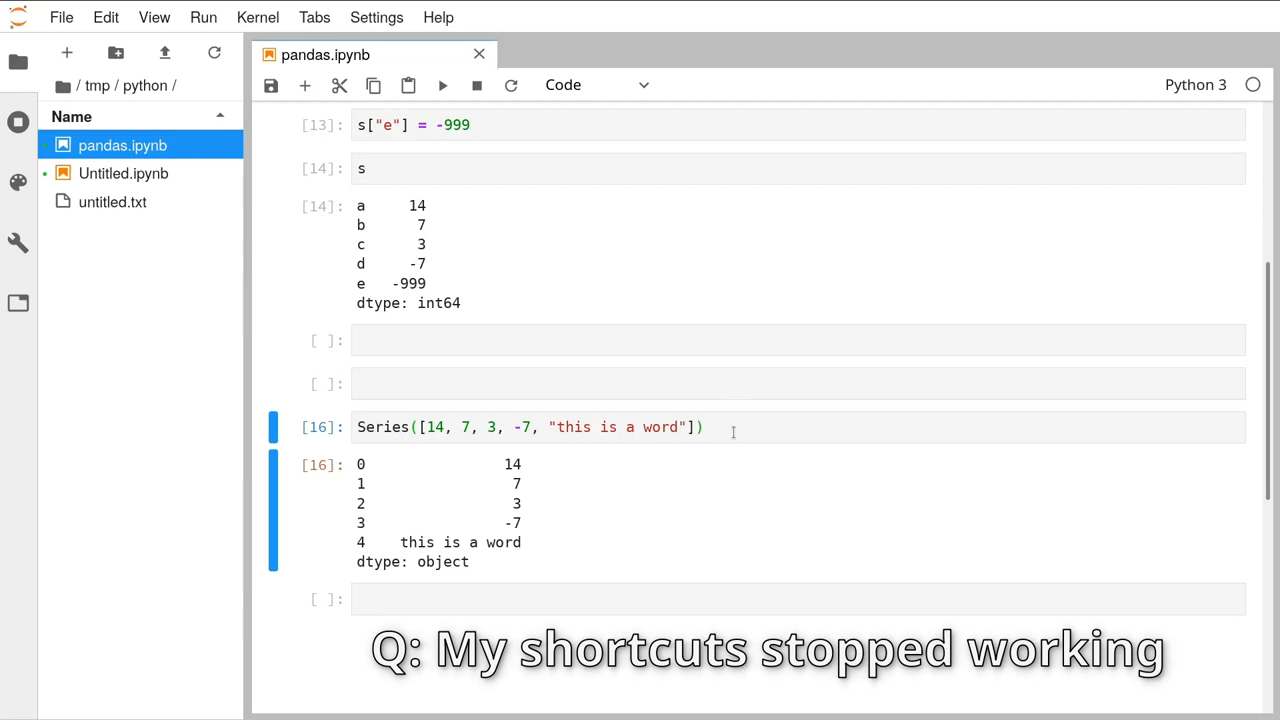 File Edit View Run Kernel Tabs Settings Help
pandas.ipynb
/ tmp / python /
Code
Python 3
Name
pandas.ipynb
Untitled.ipynb
untitled.txt
[13]: s["e"] = -999
[14]: s
[14]: a 14
b 7
c 3
d -7
e -999
dtype: int64
[ ]:
[ ]:
[16]: Series([14, 7, 3, -7, "this is a word"])
[16]: 0 14
1 7
2 3
3 -7
4 this is a word
dtype: object
[ ]:
Q: My shortcuts stopped working